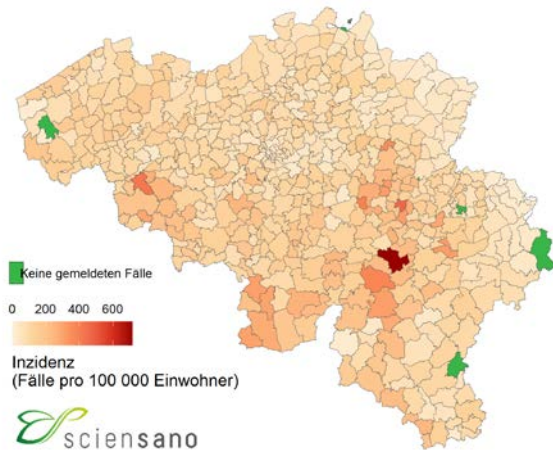 Keine gemeldeten Fälle
0 200 400 600
Inzidenz
(Fälle pro 100 000 Einwohner)
sciensano